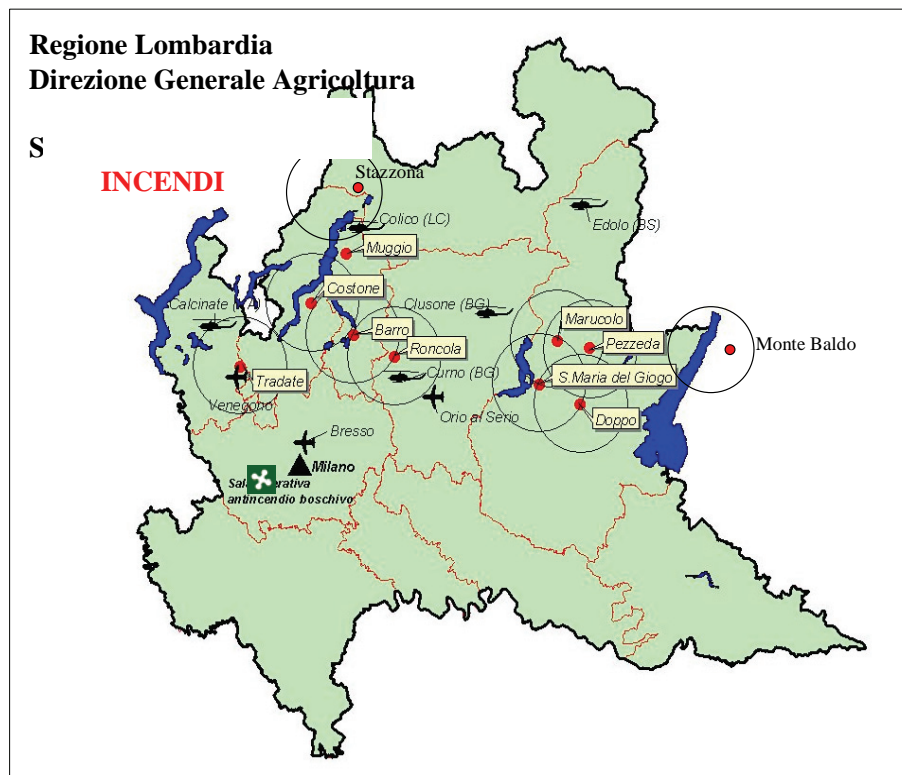 Regione Lombardia
Direzione Generale Agricoltura
S
INCENDI
Stazzona
Colico (LC)
Edolo (BS)
Muggio
Costone
Calcinate
Clusone (BG)
Marucolo
Barro
Pezzeda
Monte Baldo
Roncola
Curno (BG)
S.Maria del Giogo
Tradate
Venegono
Orio al Serio
Doppo
Bresso
Milano
antincendio boschivo